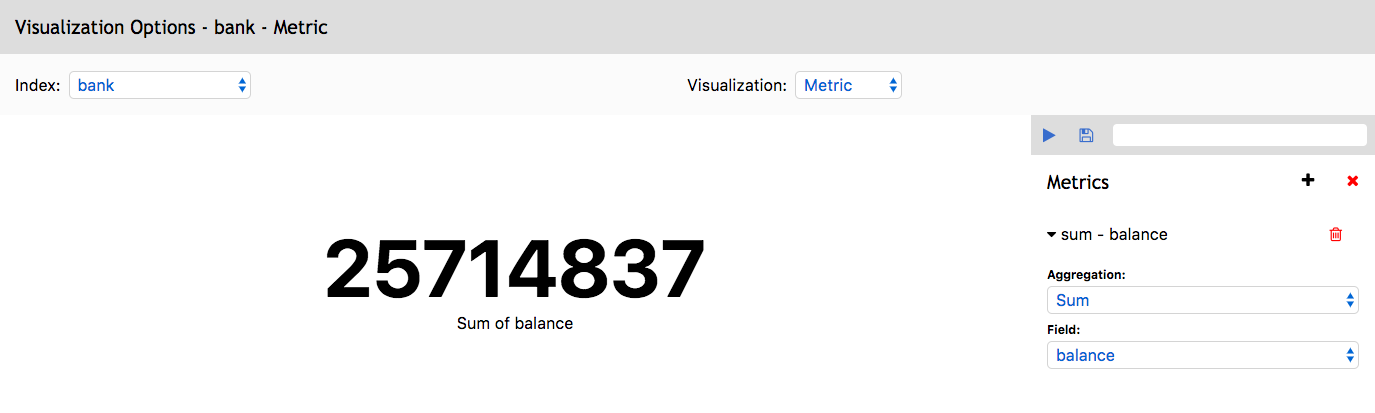 Visualization Options - bank - Metric
Index: bank Visualization: Metric
Metrics
sum - balance
Aggregation:
Sum
Field:
balance
25714837
Sum of balance